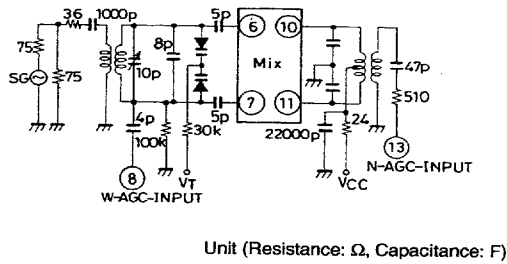 36 1000p
75
SG
75
10p
8p
5p
6 10
Mix
7 11
5p
4p
100k
30k
8
W-AGC-INPUT
VT
22000p
24
VCC
47p
510
13
N-AGC-INPUT
Unit (Resistance: Ω, Capacitance: F)